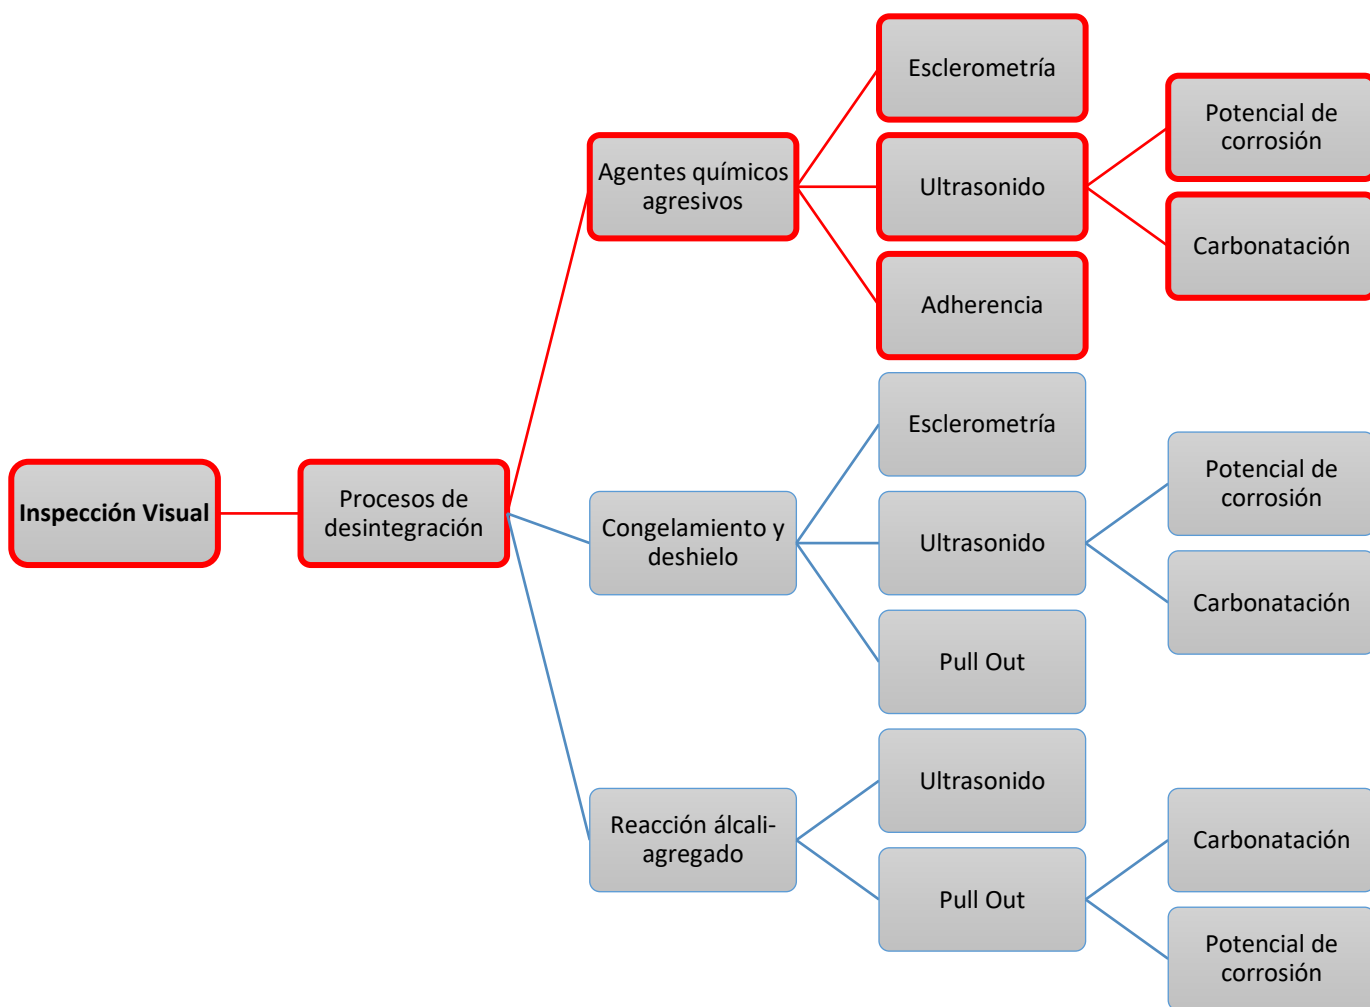 Inspección Visual
Procesos de
desintegración
Agentes químicos
agresivos
Esclerometría
Ultrasonido
Potencial de
corrosión
Carbonatación
Adherencia
Congelamiento y
deshielo
Esclerometría
Ultrasonido
Potencial de
corrosión
Carbonatación
Pull Out
Reacción álcali-
agregado
Ultrasonido
Pull Out
Carbonatación
Potencial de
corrosión